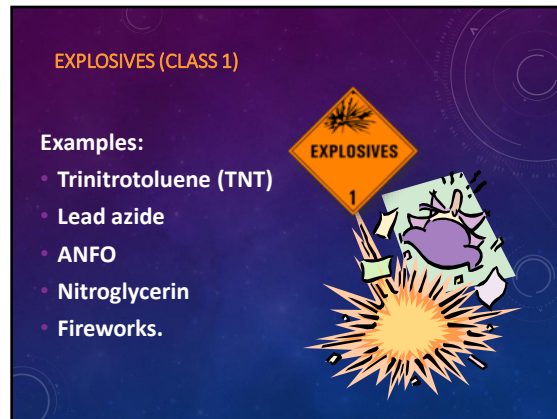 EXPLOSIVES (CLASS 1)
Examples:
• Trinitrotoluene (TNT)
• Lead azide
• ANFO
• Nitroglycerin
• Fireworks.
EXPLOSIVES
1